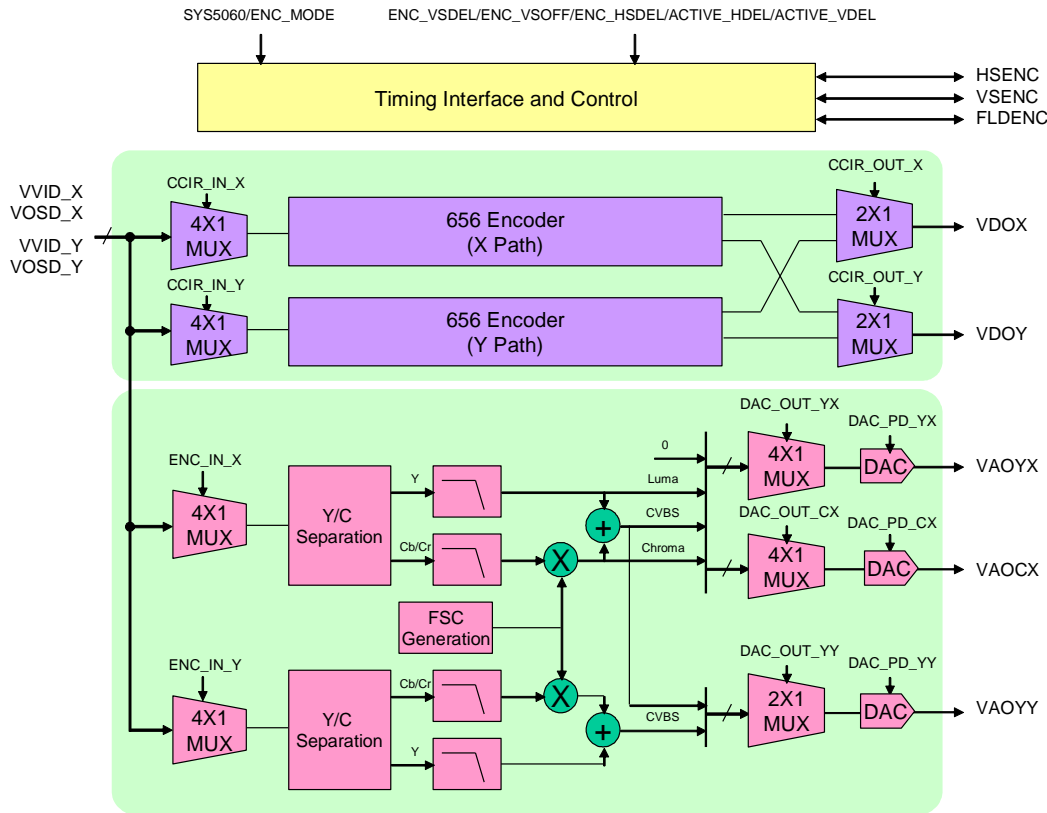 SYS5060/ENC_MODE
ENC_VSDEL/ENC_VSOFF/ENC_HSDEL/ACTIVE_HDEL/ACTIVE_VDEL
Timing Interface and Control
HSENC
VSENC
FLDENC
VVID_X
VOSD_X
VVID_Y
VOSD_Y
CCIR_IN_X
4X1
MUX
656 Encoder
(X Path)
CCIR_OUT_X
2X1
MUX
VDOX
CCIR_IN_Y
4X1
MUX
656 Encoder
(Y Path)
CCIR_OUT_Y
2X1
MUX
VDOY
ENC_IN_X
4X1
MUX
Y/C
Separation
Y
Cb/Cr
X
+
0
Luma
CVBS
Chroma
DAC_OUT_YX
4X1
MUX
DAC_PD_YX
DAC
VAOYX
DAC_OUT_CX
4X1
MUX
DAC_PD_CX
DAC
VAOCX
FSC
Generation
ENC_IN_Y
4X1
MUX
Y/C
Separation
Cb/Cr
Y
X
+
CVBS
DAC_OUT_YY
2X1
MUX
DAC_PD_YY
DAC
VAOYY